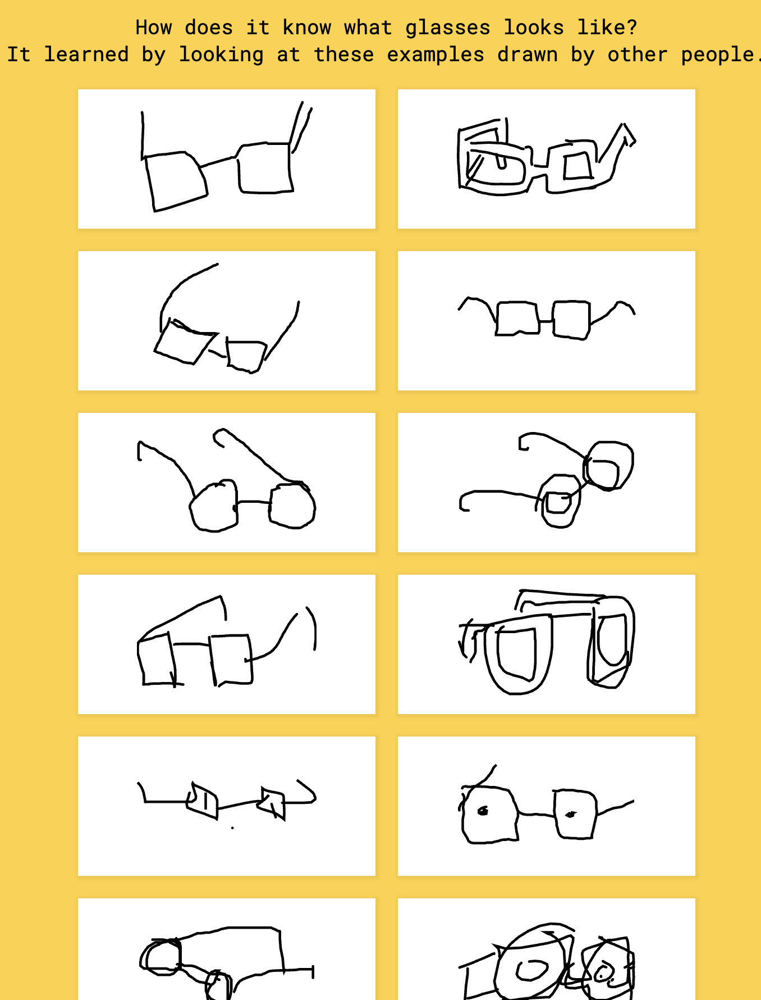 How does it know what glasses looks like?
It learned by looking at these examples drawn by other people.